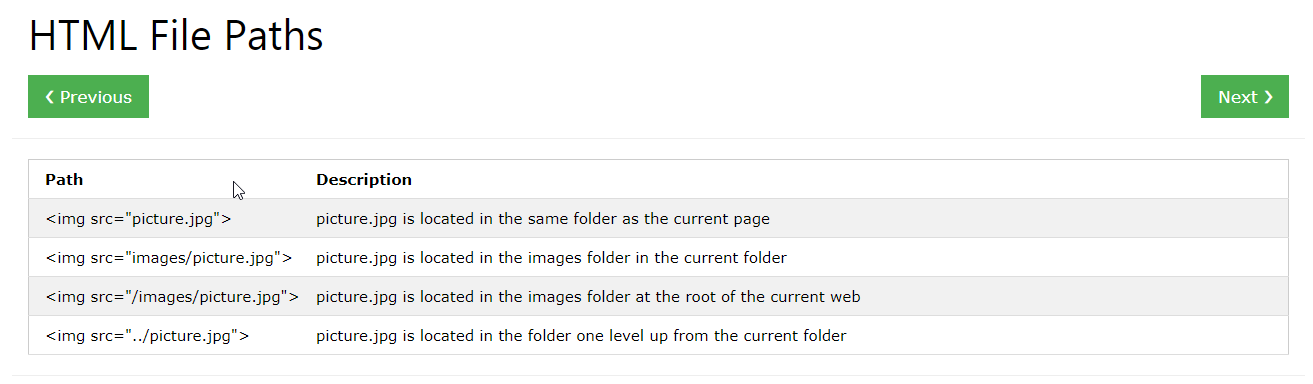 HTML File Paths
❮ Previous
Next ❯
Path Description
<img src="picture.jpg"> picture.jpg is located in the same folder as the current page
<img src="images/picture.jpg"> picture.jpg is located in the images folder in the current folder
<img src="/images/picture.jpg"> picture.jpg is located in the images folder at the root of the current web
<img src="../picture.jpg"> picture.jpg is located in the folder one level up from the current folder